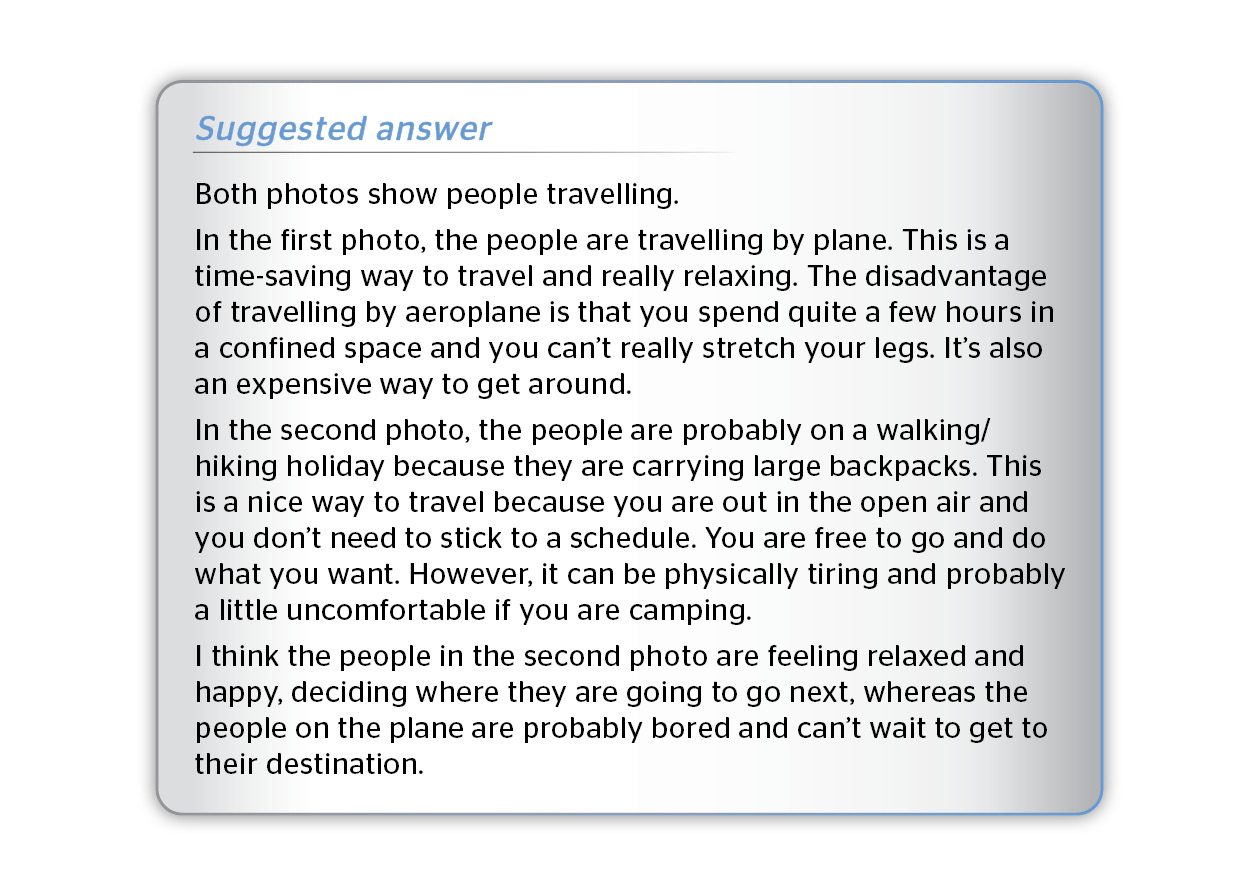 Suggested answer
Both photos show people travelling.
In the first photo, the people are travelling by plane. This is a
time-saving way to travel and really relaxing. The disadvantage
of travelling by aeroplane is that you spend quite a few hours in
a confined space and you can’t really stretch your legs. It’s also
an expensive way to get around.
In the second photo, the people are probably on a walking/
hiking holiday because they are carrying large backpacks. This
is a nice way to travel because you are out in the open air and
you don’t need to stick to a schedule. You are free to go and do
what you want. However, it can be physically tiring and probably
a little uncomfortable if you are camping.
I think the people in the second photo are feeling relaxed and
happy, deciding where they are going to go next, whereas the
people on the plane are probably bored and can’t wait to get to
their destination.